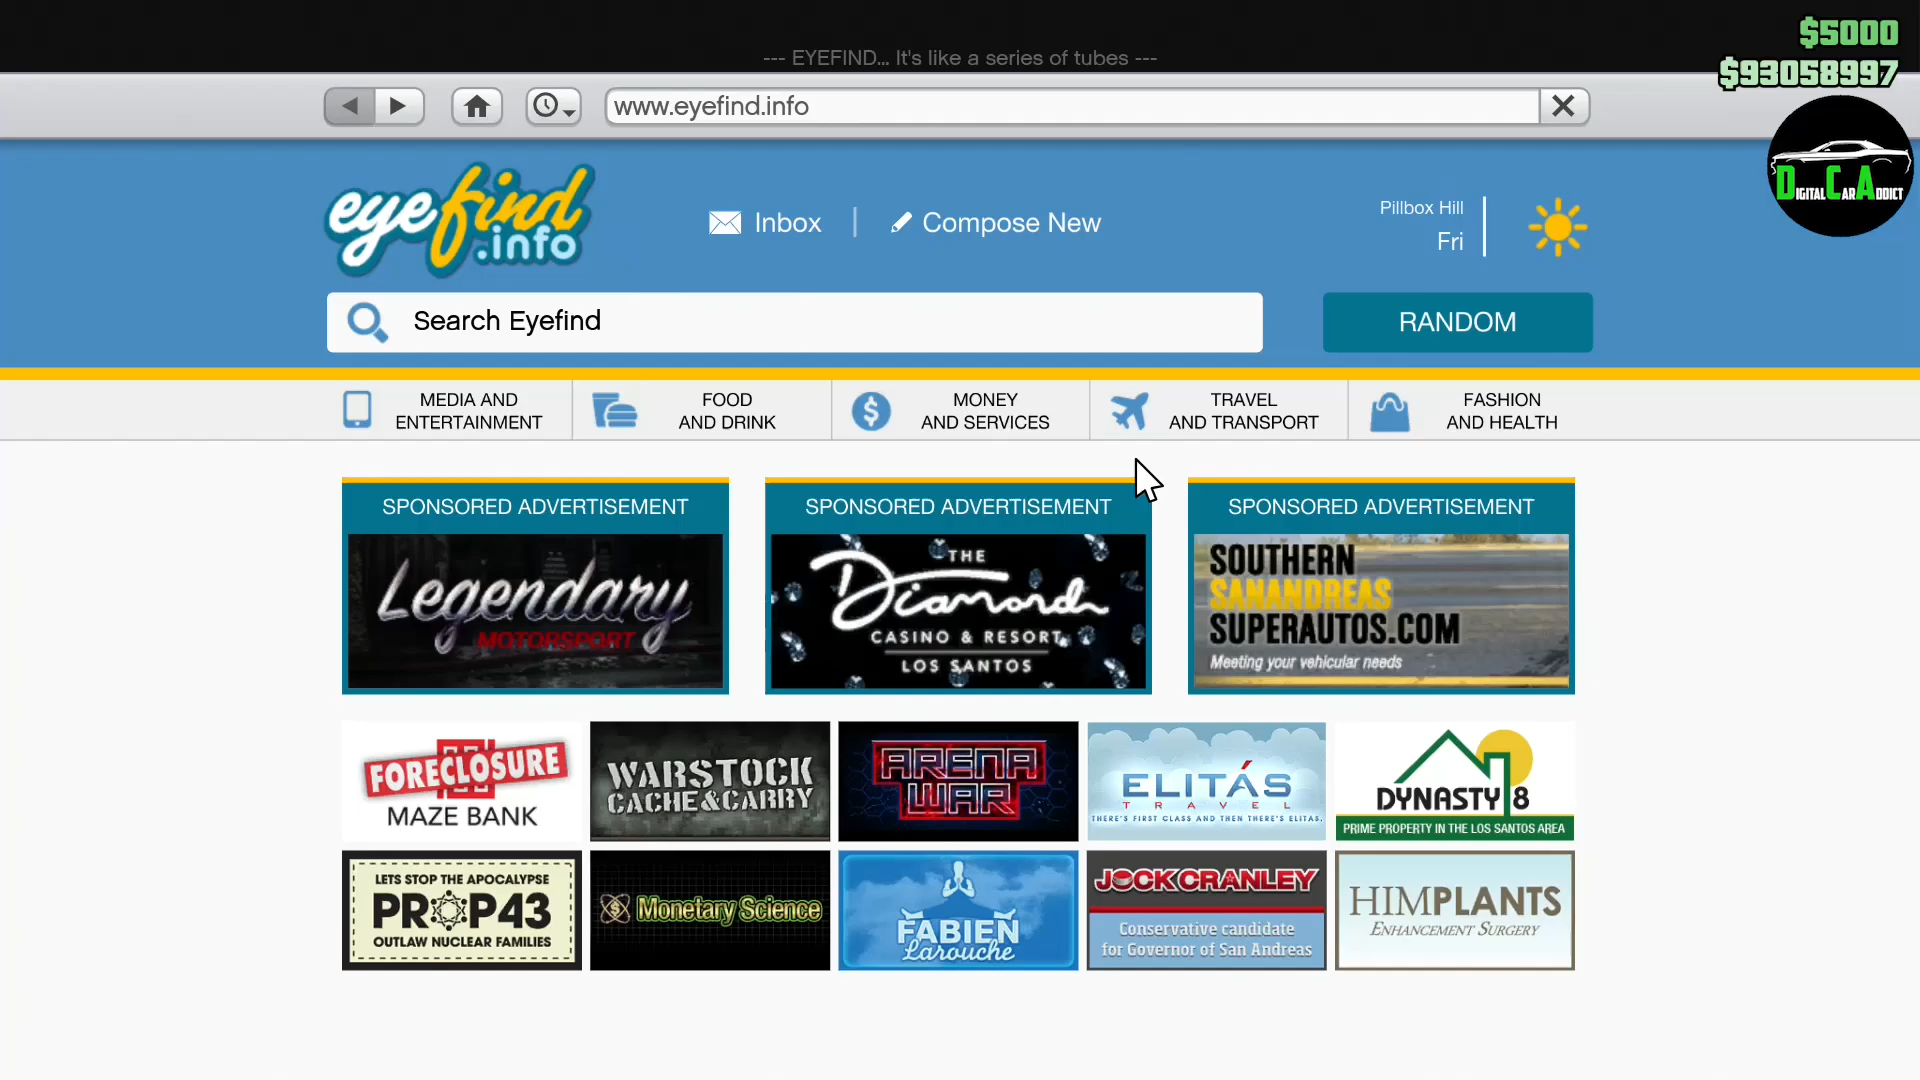 $5000
--- EYEFIND... It's like a series of tubes ---
$93058997
www.eyefind.info
DIGITAL CAR ADDICT
eyefind
.info
Inbox
Compose New
Pillbox Hill
Fri
Search Eyefind
RANDOM
MEDIA AND
ENTERTAINMENT
FOOD
AND DRINK
MONEY
AND SERVICES
TRAVEL
AND TRANSPORT
FASHION
AND HEALTH
SPONSORED ADVERTISEMENT
Legendary
MOTORSPORT
SPONSORED ADVERTISEMENT
THE
Diamond
CASINO & RESORT
LOS SANTOS
SPONSORED ADVERTISEMENT
SOUTHERN
SANANDREAS
SUPERAUTOS.COM
Meeting your vehicular needs
FORECLOSURE
MAZE BANK
WARSTOCK
CACHE&CARRY
ARENA
WAR
ELITÁS
TRAVEL
THERE'S FIRST CLASS AND THEN THERE'S ELITAS.
DYNASTY 8
PRIME PROPERTY IN THE LOS SANTOS AREA
LETS STOP THE APOCALYPSE
PROP43
OUTLAW NUCLEAR FAMILIES
Monetary Science
FABIEN
Larouche
JOCK CRANLEY
Conservative candidate
for Governor of San Andreas
HIMPLANTS
ENHANCEMENT SURGERY